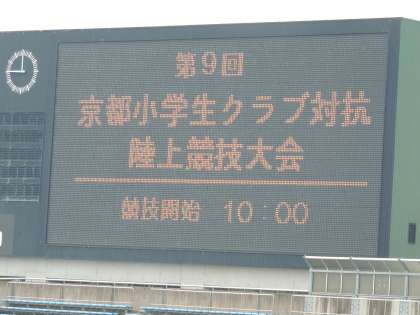 第9回
京都小学生クラブ対抗
陸上競技大会
競技開始 10:00